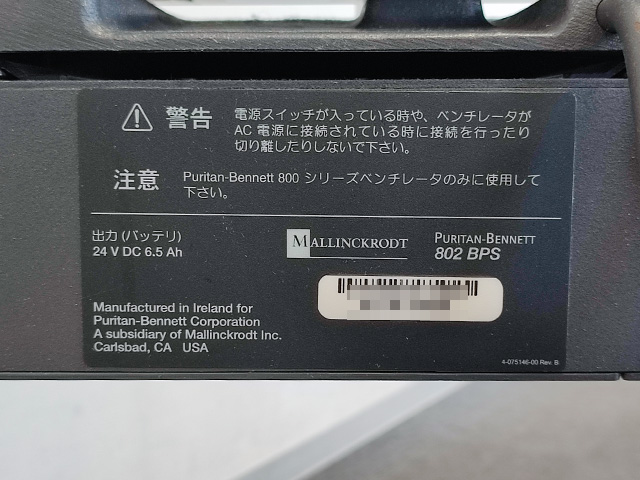 警告 電源スイッチが入っている時や、ベンチレータが
AC 電源に接続されている時に接続を行ったり
切り離したりしないで下さい。
注意 Puritan-Bennett 800 シリーズベンチレータのみに使用して
下さい。
出力 (バッテリ)
24 V DC 6.5 Ah
MALLINCKRODT
PURITAN-BENNETT
802 BPS
Manufactured in Ireland for
Puritan-Bennett Corporation
A subsidiary of Mallinckrodt Inc.
Carlsbad, CA USA
4-075146-00 Rev. B